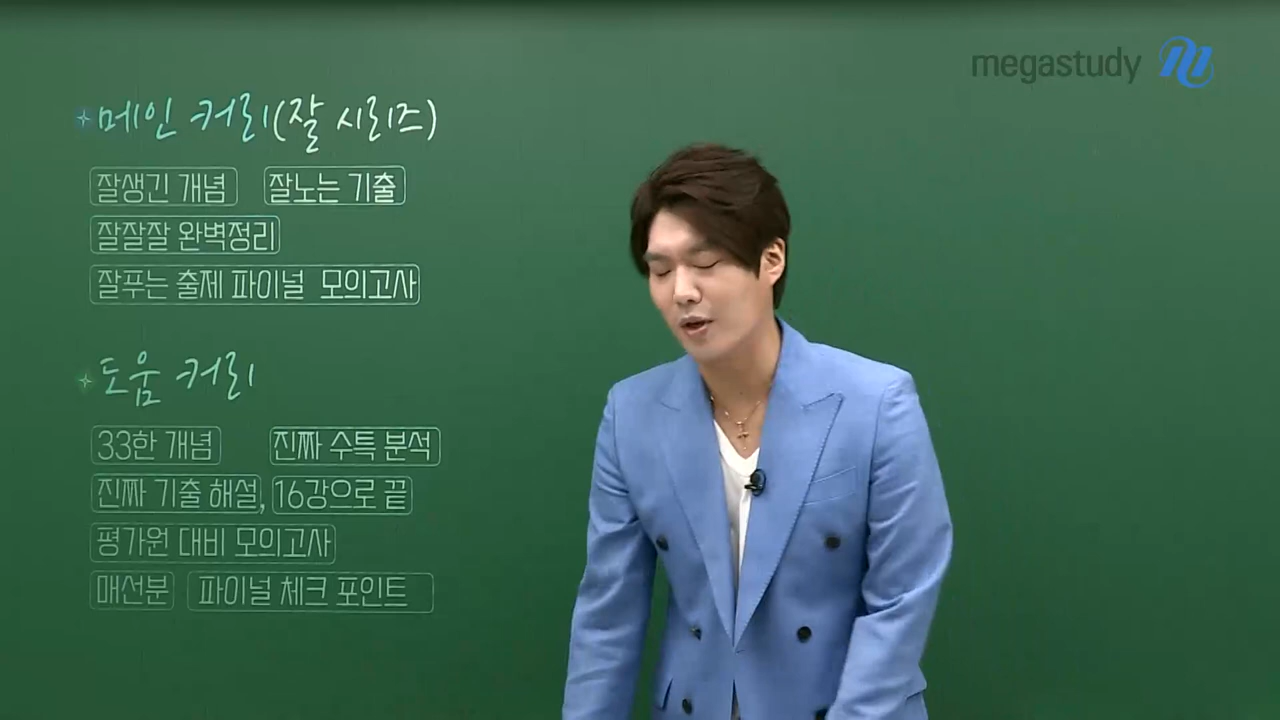 megastudy
메인 커리(잘 시리즈)
잘생긴 개념 잘노는 기출
잘잘잘 완벽정리
잘푸는 출제 파이널 모의고사
도움 커리
33한 개념 진짜 수특 분석
진짜 기출 해설, 16강으로 끝
평가원 대비 모의고사
매선분 파이널 체크 포인트